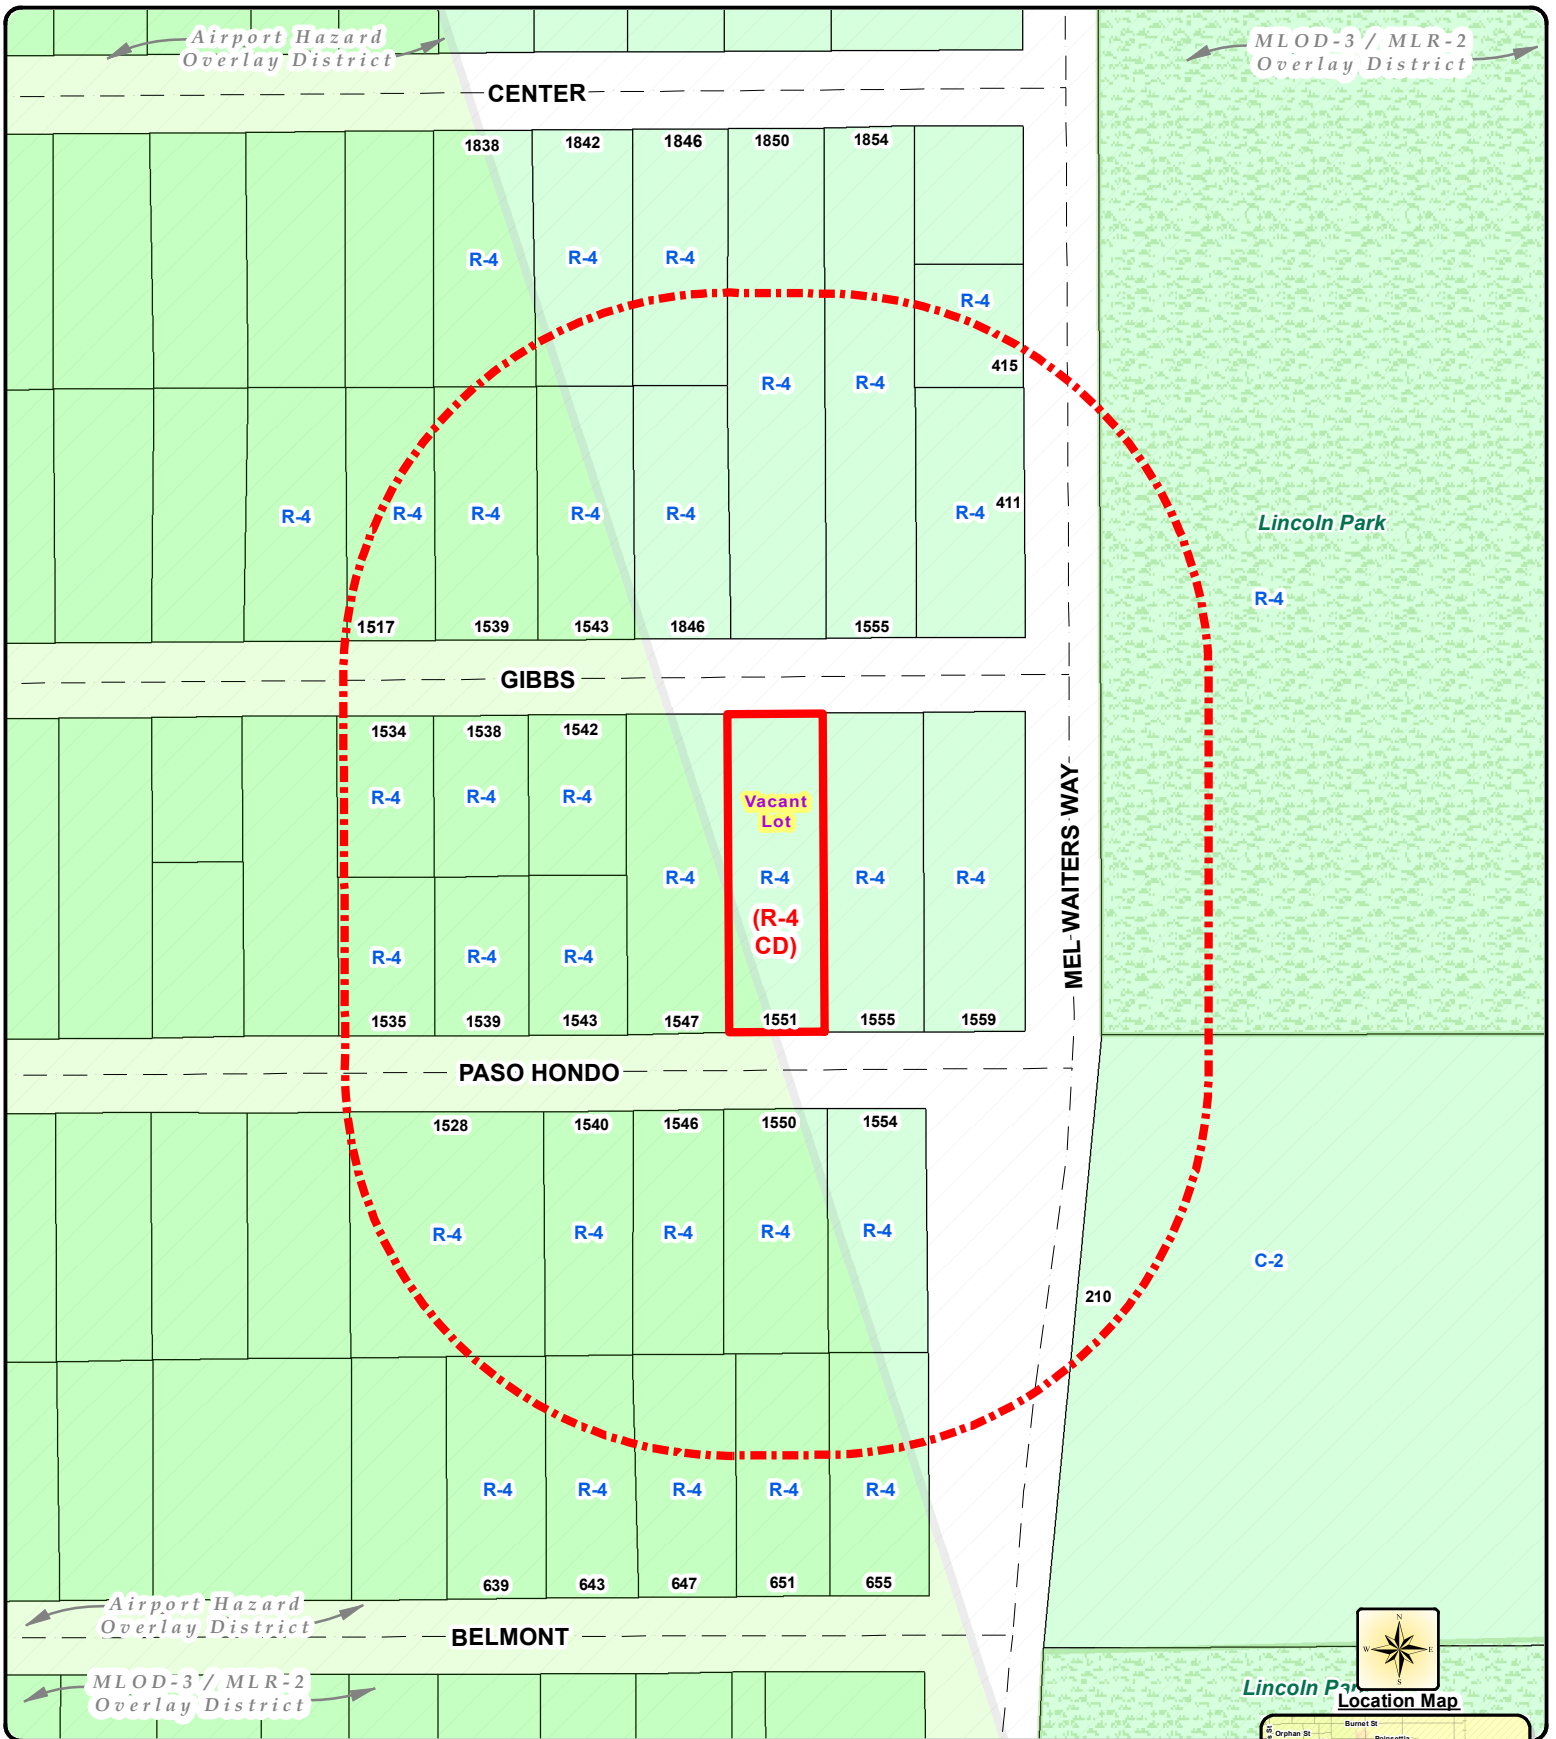 Airport Hazard
Overlay District
MLOD-3 / MLR-2
Overlay District
CENTER
1838
1842
1846
1850
1854
R-4
R-4
R-4
R-4
415
R-4
R-4
R-4
R-4
R-4
R-4
R-4
R-4
411
Lincoln Park
R-4
1517
1539
1543
1846
1555
GIBBS
1534
1538
1542
R-4
R-4
R-4
Vacant
Lot
R-4
R-4
R-4
R-4
(R-4
CD)
MEL WAITERS WAY
R-4
R-4
R-4
1535
1539
1543
1547
1551
1555
1559
PASO HONDO
1528
1540
1546
1550
1554
R-4
R-4
R-4
R-4
R-4
C-2
210
R-4
R-4
R-4
R-4
R-4
639
643
647
651
655
Airport Hazard
Overlay District
BELMONT
N
W
E
S
MLOD-3 / MLR-2
Overlay District
Lincoln
Location Map
Burnet St
Orphan St